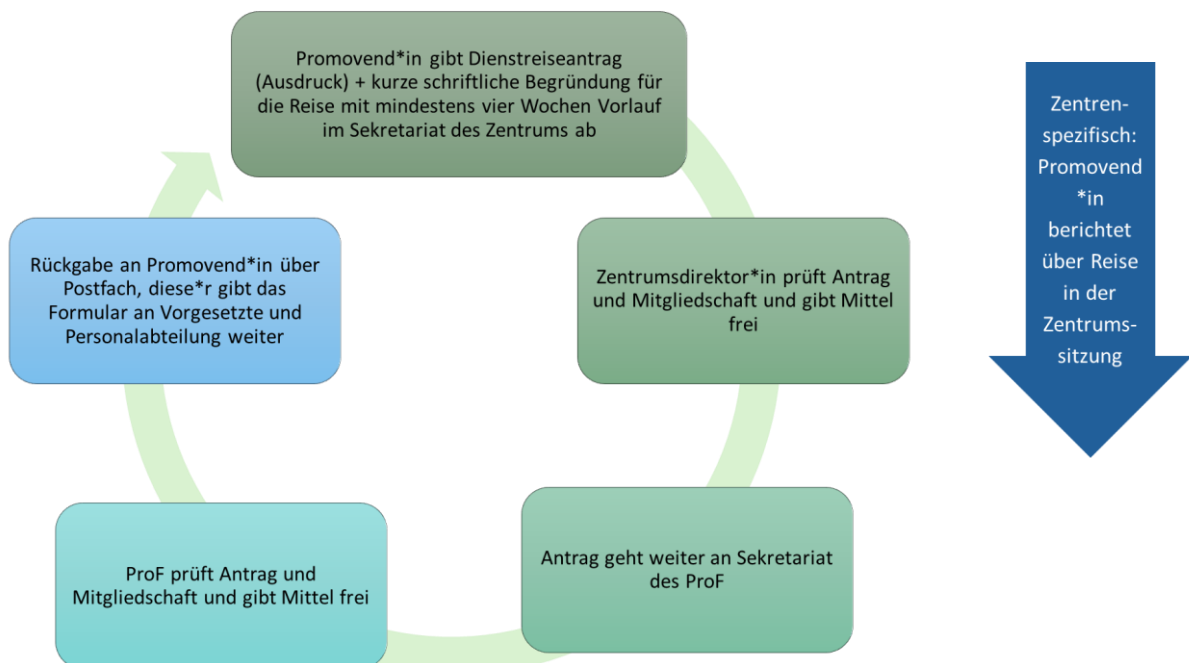 Promovend*in gibt Dienstreiseantrag
(Ausdruck) + kurze schriftliche Begründung für
die Reise mit mindestens vier Wochen Vorlauf
im Sekretariat des Zentrums ab
Zentrumsdirektor*in prüft Antrag
und Mitgliedschaft und gibt Mittel
frei
Antrag geht weiter an Sekretariat
des ProF
ProF prüft Antrag und
Mitgliedschaft und gibt Mittel frei
Rückgabe an Promovend*in über
Postfach, diese*r gibt das
Formular an Vorgesetzte und
Personalabteilung weiter
Zentren-
spezifisch:
Promovend
*in
berichtet
über Reise
in der
Zentrums-
sitzung